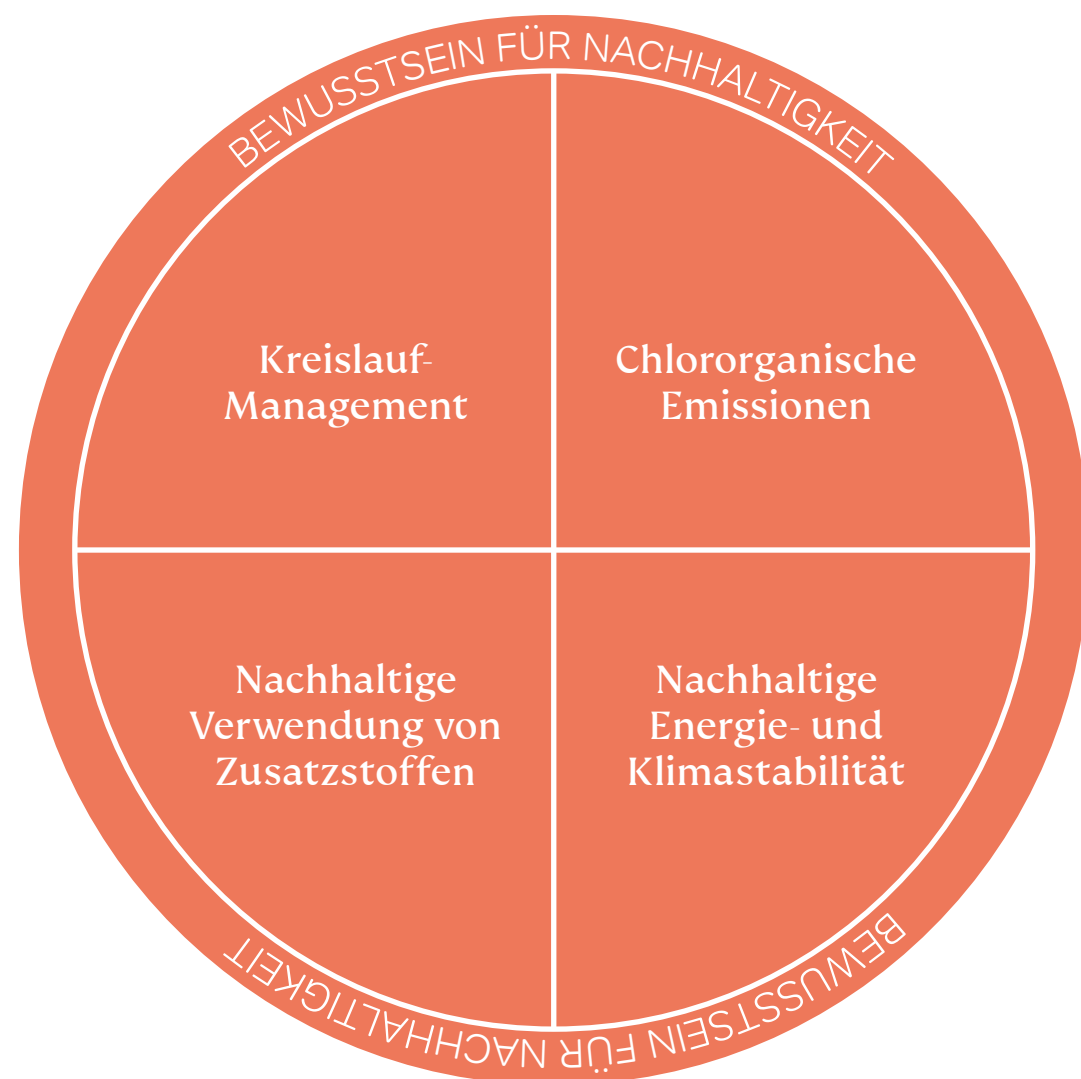 BEWUSSTSEIN FÜR NACHHALTIGKEIT
Kreislauf-
Management
Chlororganische
Emissionen
Nachhaltige
Verwendung von
Zusatzstoffen
Nachhaltige
Energie- und
Klimastabilität
BEWUSSTSEIN FÜR NACHHALTIGKEIT